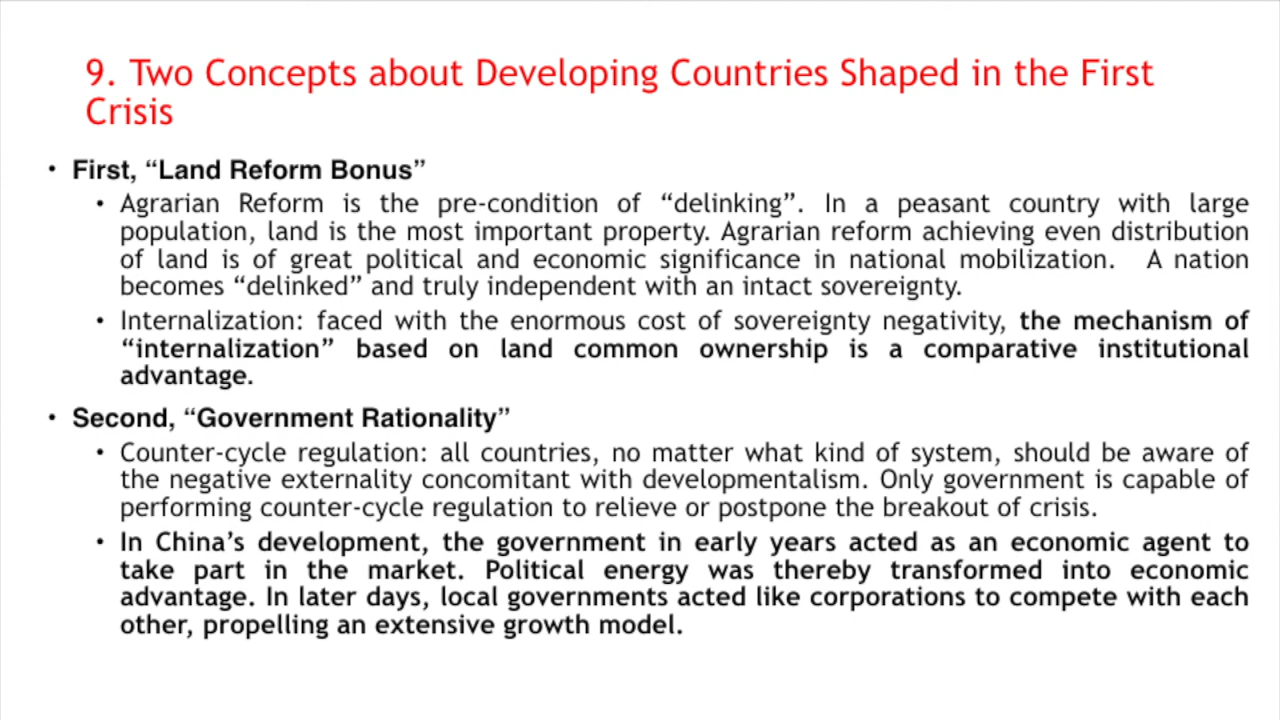 9. Two Concepts about Developing Countries Shaped in the First
Crisis
• First, “Land Reform Bonus”
• Agrarian Reform is the pre-condition of “delinking”. In a peasant country with large
population, land is the most important property. Agrarian reform achieving even distribution
of land is of great political and economic significance in national mobilization. A nation
becomes “delinked” and truly independent with an intact sovereignty.
• Internalization: faced with the enormous cost of sovereignty negativity, the mechanism of
“internalization” based on land common ownership is a comparative institutional
advantage.
• Second, “Government Rationality”
• Counter-cycle regulation: all countries, no matter what kind of system, should be aware of
the negative externality concomitant with developmentalism. Only government is capable of
performing counter-cycle regulation to relieve or postpone the breakout of crisis.
• In China’s development, the government in early years acted as an economic agent to
take part in the market. Political energy was thereby transformed into economic
advantage. In later days, local governments acted like corporations to compete with each
other, propelling an extensive growth model.